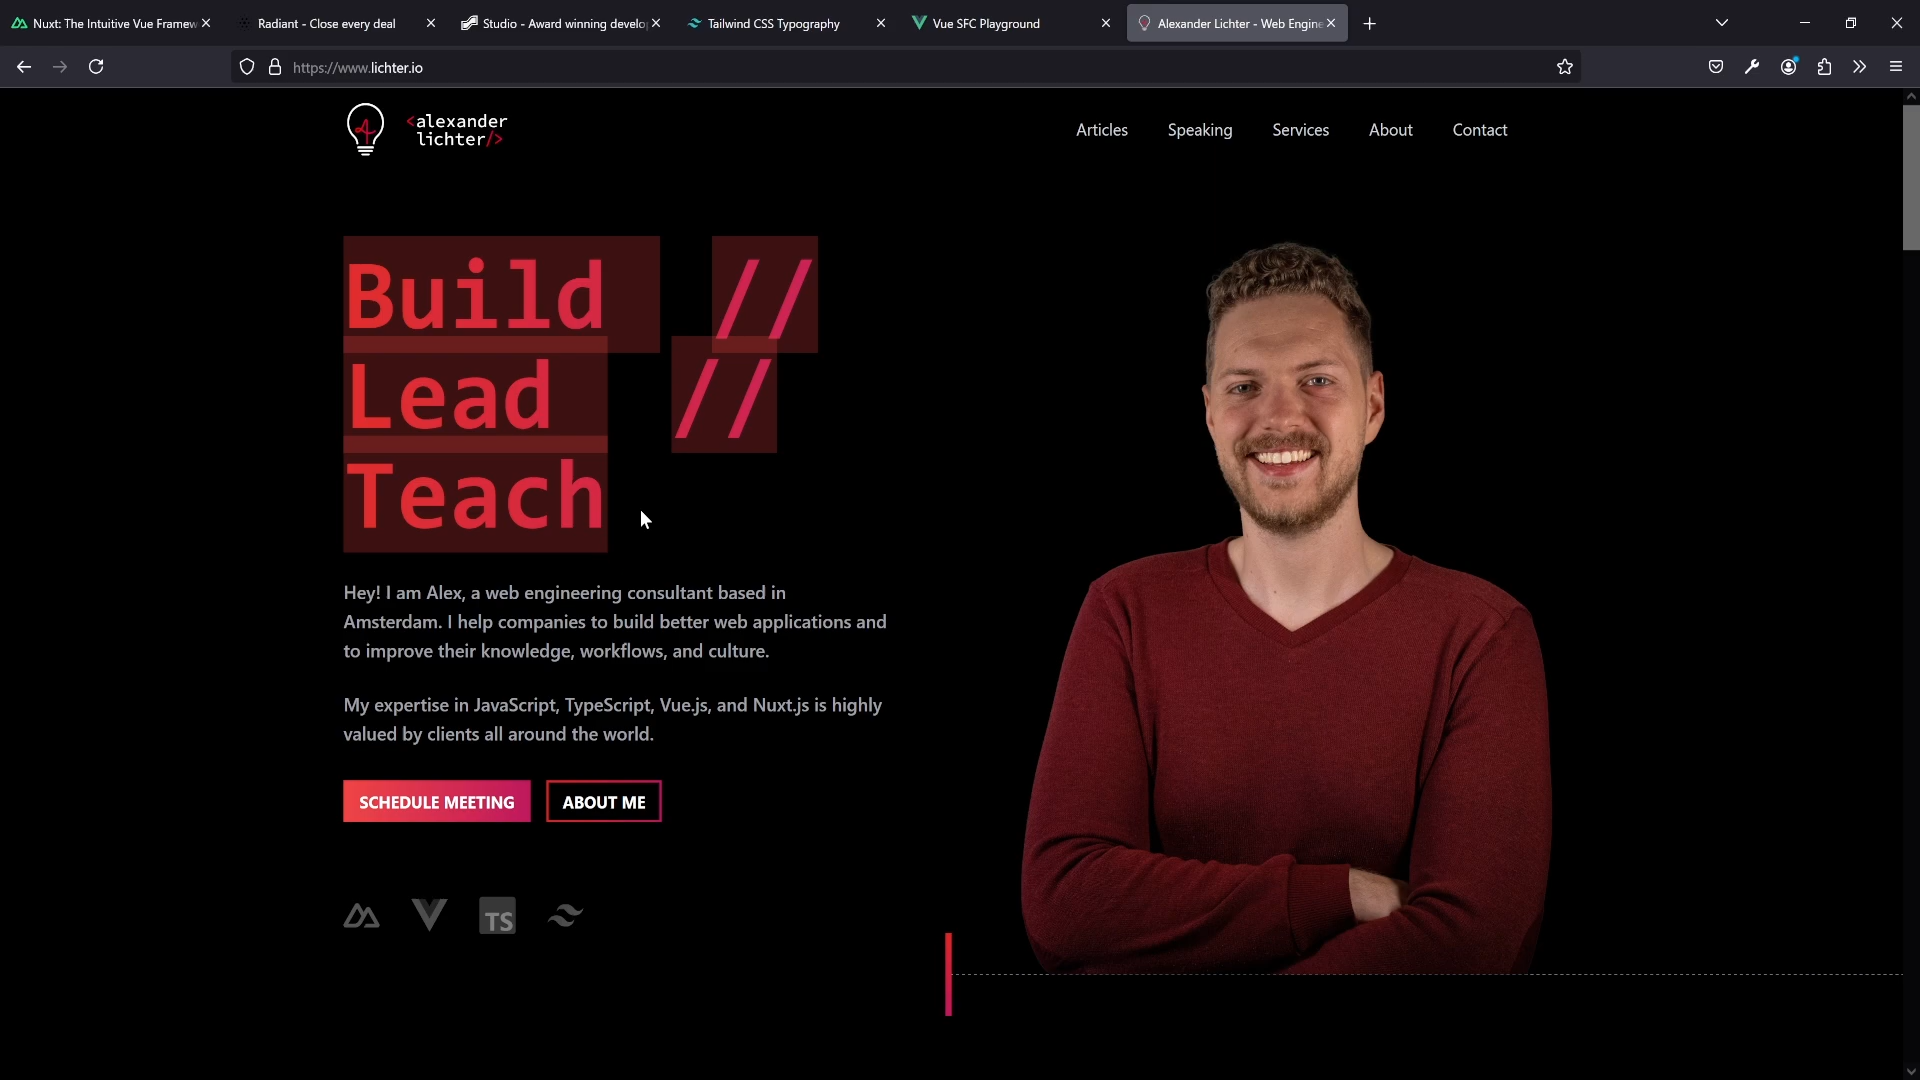 Nuxt: The Intuitive Vue Framew
Radiant - Close every deal
Studio - Award winning develo
Tailwind CSS Typography
Vue SFC Playground
Alexander Lichter - Web Engine
https://www.lichter.io
<alexander
lichter/>
Articles
Speaking
Services
About
Contact
Build //
Lead //
Teach
Hey! I am Alex, a web engineering consultant based in
Amsterdam. I help companies to build better web applications and
to improve their knowledge, workflows, and culture.
My expertise in JavaScript, TypeScript, Vue.js, and Nuxt.js is highly
valued by clients all around the world.
SCHEDULE MEETING
ABOUT ME
TS